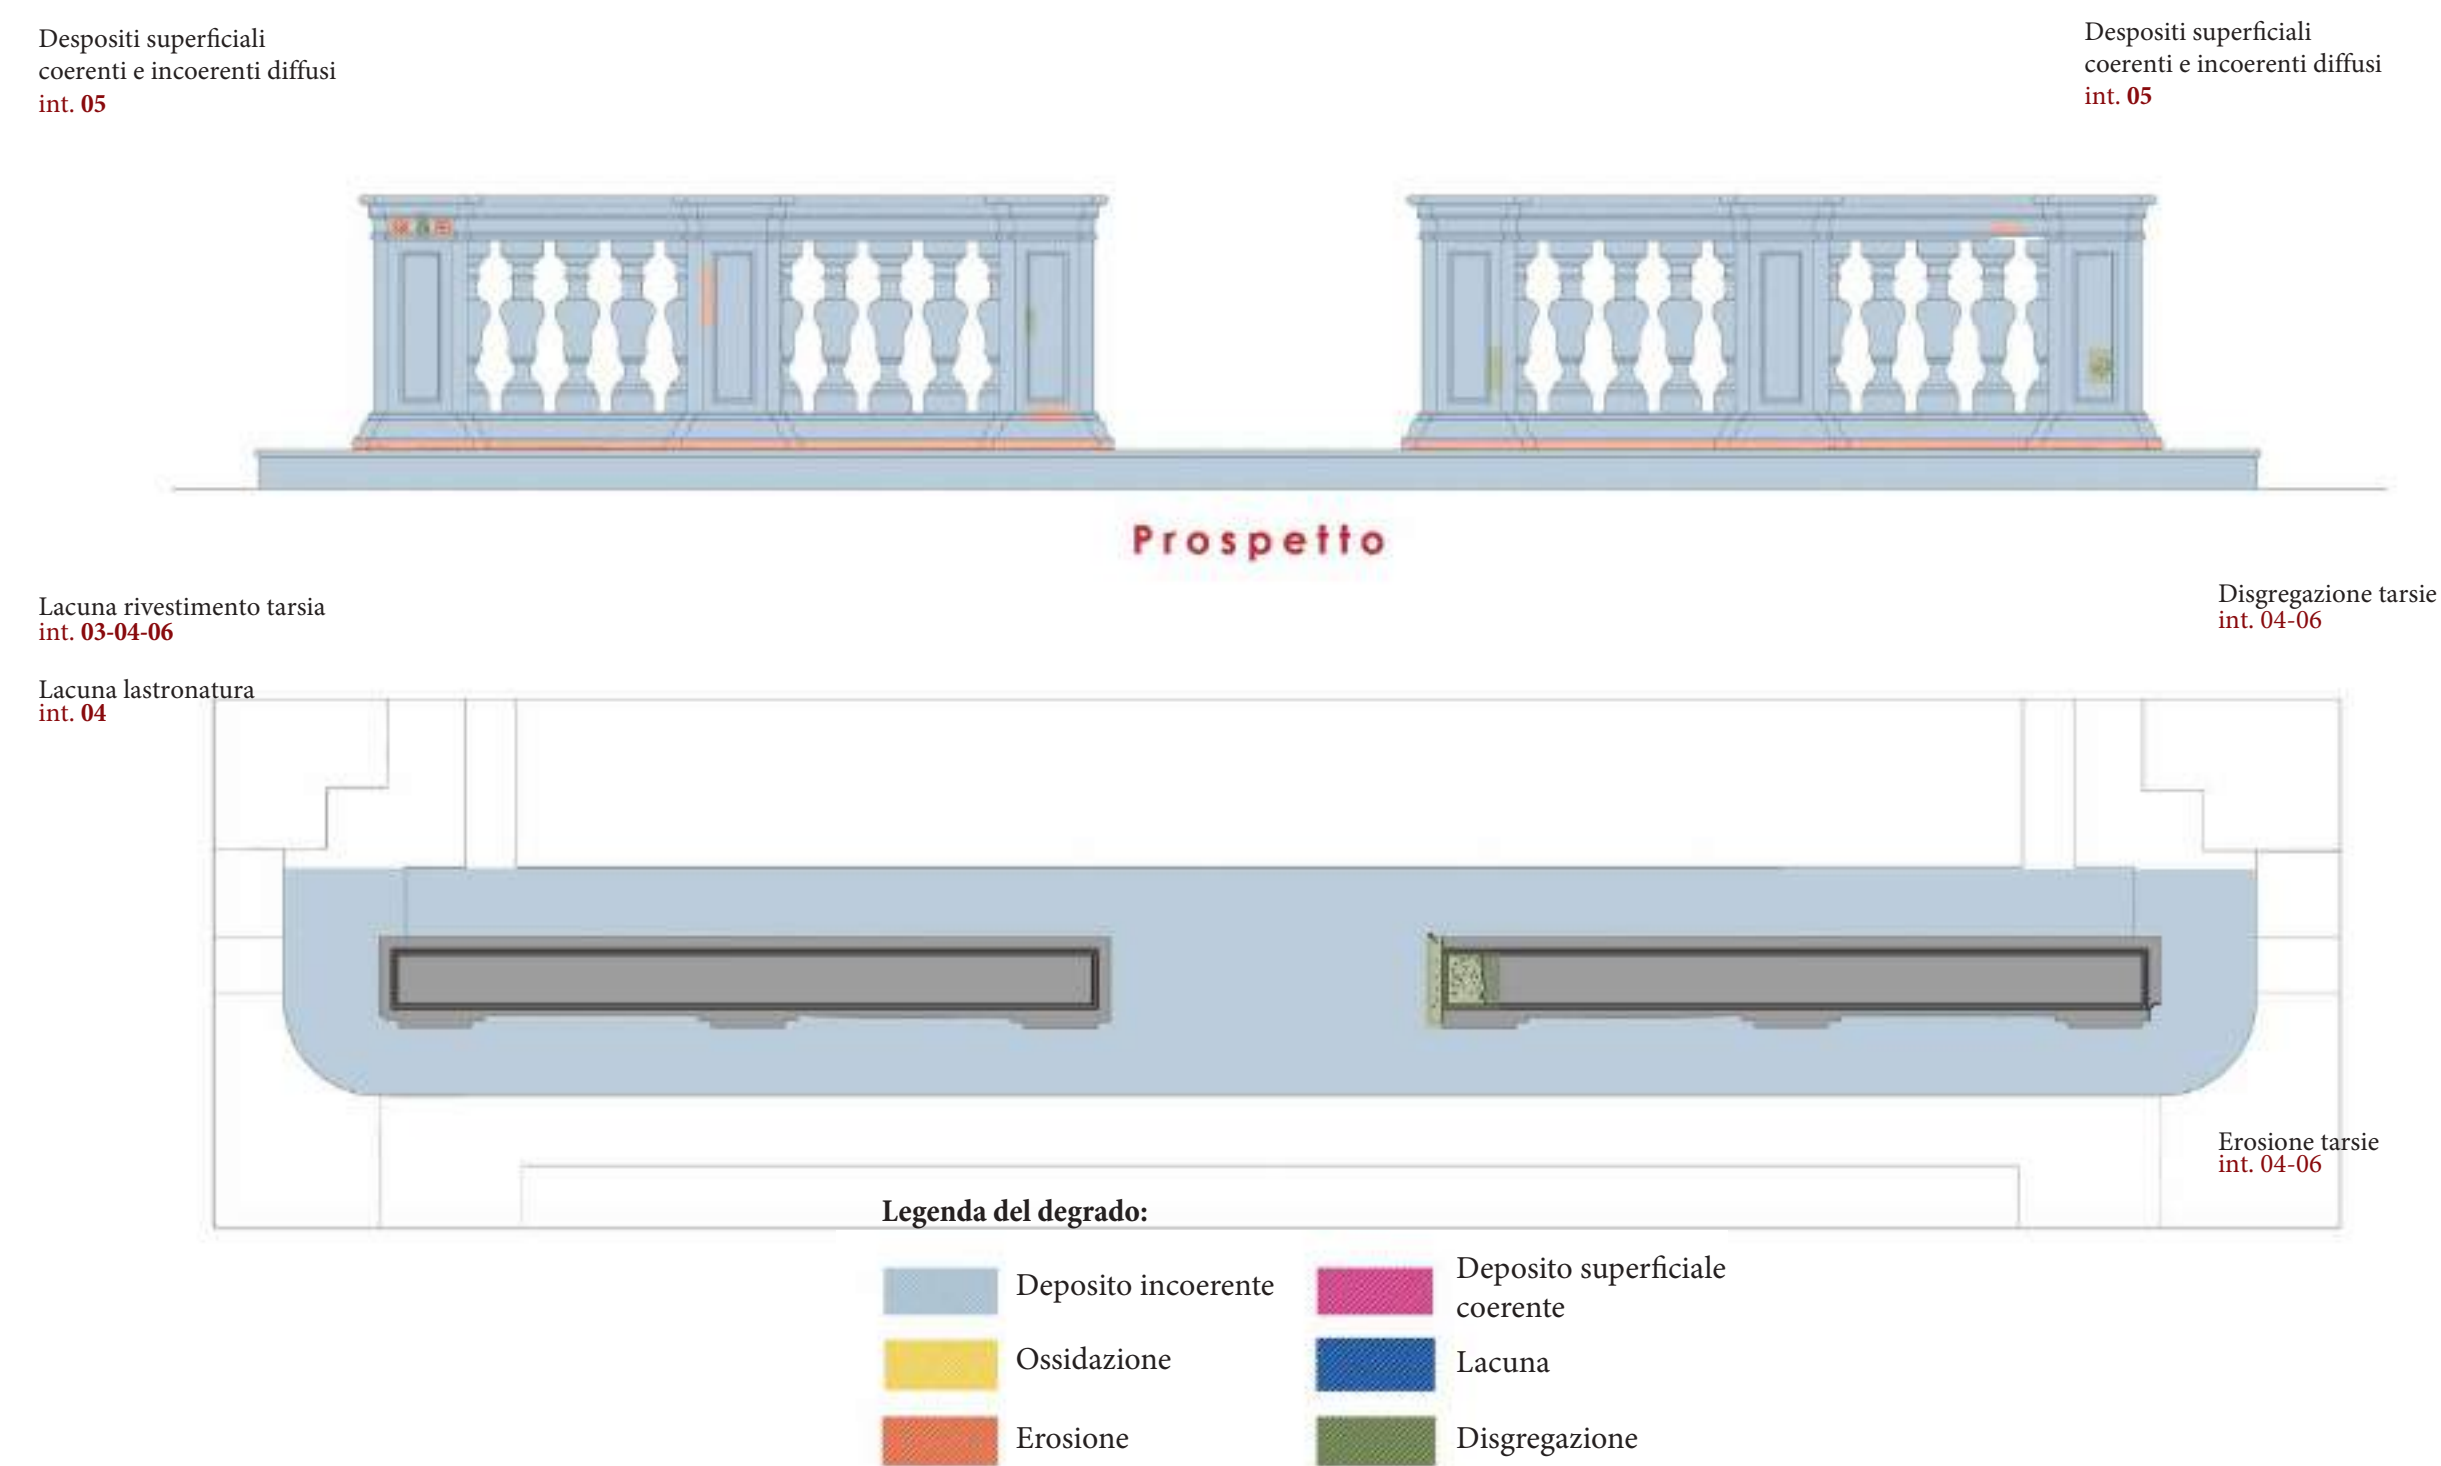 Despositi superficiali
coerenti e incoerenti diffusi
int. 05
Despositi superficiali
coerenti e incoerenti diffusi
int. 05
Prospetto
Lacuna rivestimento tarsia
int. 03-04-06
Disgregazione tarsie
int. 04-06
Lacuna lastronatura
int. 04
Erosione tarsie
int. 04-06
Legenda del degrado:
Deposito incoerente
Deposito superficiale
coerente
Ossidazione
Lacuna
Erosione
Disgregazione